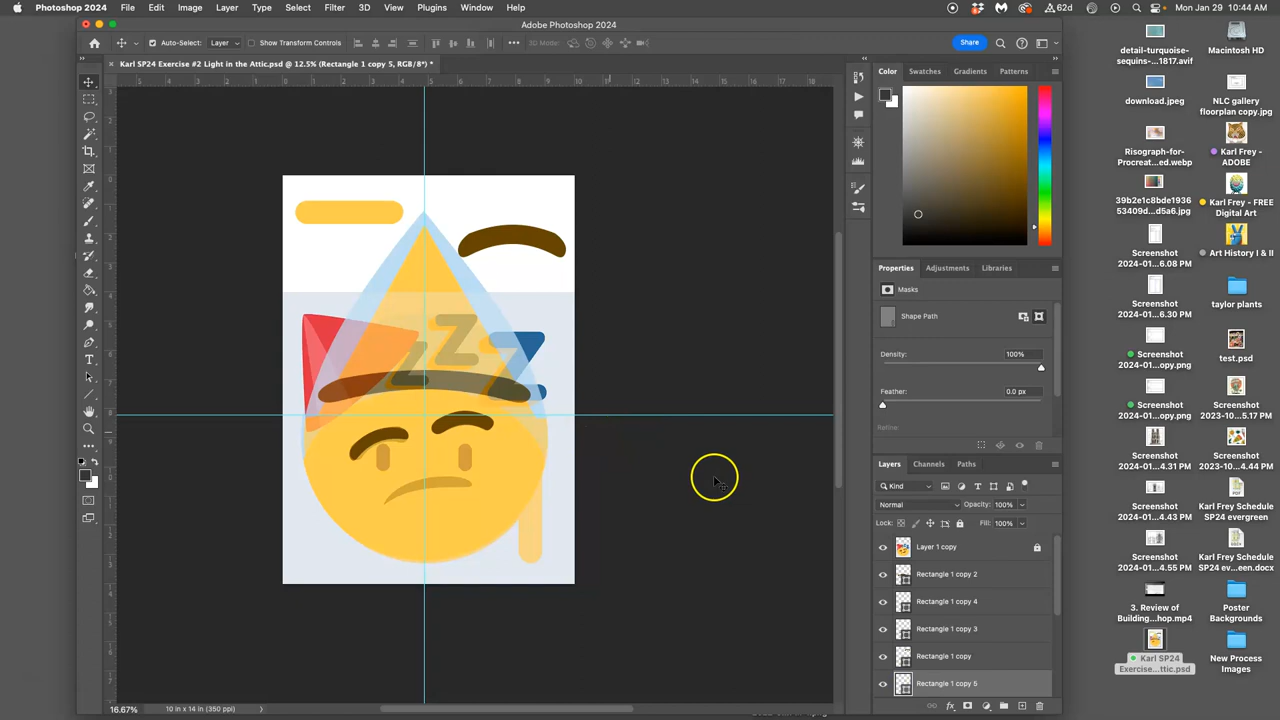 Photoshop 2024 File Edit Image Layer Type Select Filter 3D View Plugins Window Help 62d Mon Jan 29 10:44 AM
Adobe Photoshop 2024
Auto-Select: Layer Show Transform Controls 3D Mode: Share
Karl SP24 Exercise #2 Light in the Attic.psd @ 12.5% (Rectangle 1 copy 5, RGB/8*) *
Color Swatches Gradients Patterns
Properties Adjustments Libraries
Masks
Shape Path
Density: 100%
Feather: 0.0 px
Refine:
Layers Channels Paths
Kind
Normal Opacity: 100%
Lock: Fill: 100%
Layer 1 copy
Rectangle 1 copy 2
Rectangle 1 copy 4
Rectangle 1 copy 3
Rectangle 1 copy
Rectangle 1 copy 5
16.67% 10 in x 14 in (350 ppi)
Z Z Z
detail-turquoise-
sequins-...1817.avif
Macintosh HD
download.jpeg
NLC gallery
floorplan copy.jpg
Risograph-for-
Procreat...ed.webp
Karl Frey -
ADOBE
39b2e1c8bde1936
53409d...d5a6.jpg
Karl Frey - FREE
Digital Art
Screenshot
2024-01...6.08 PM
Art History I & II
Screenshot
2024-01...6.30 PM
taylor plants
Screenshot
2024-01...opy.png
test.psd
Screenshot
2024-01...opy.png
Screenshot
2023-10...5.17 PM
Screenshot
2024-01...4.31 PM
Screenshot
2023-10...4.44 PM
Screenshot
2024-01...4.43 PM
Karl Frey Schedule
SP24 evergreen
Screenshot
2024-01...4.55 PM
Karl Frey Schedule
SP24 ev...een.docx
3. Review of
Building...hop.mp4
Poster
Backgrounds
Karl SP24
Exercise...ttic.psd
New Process
Images